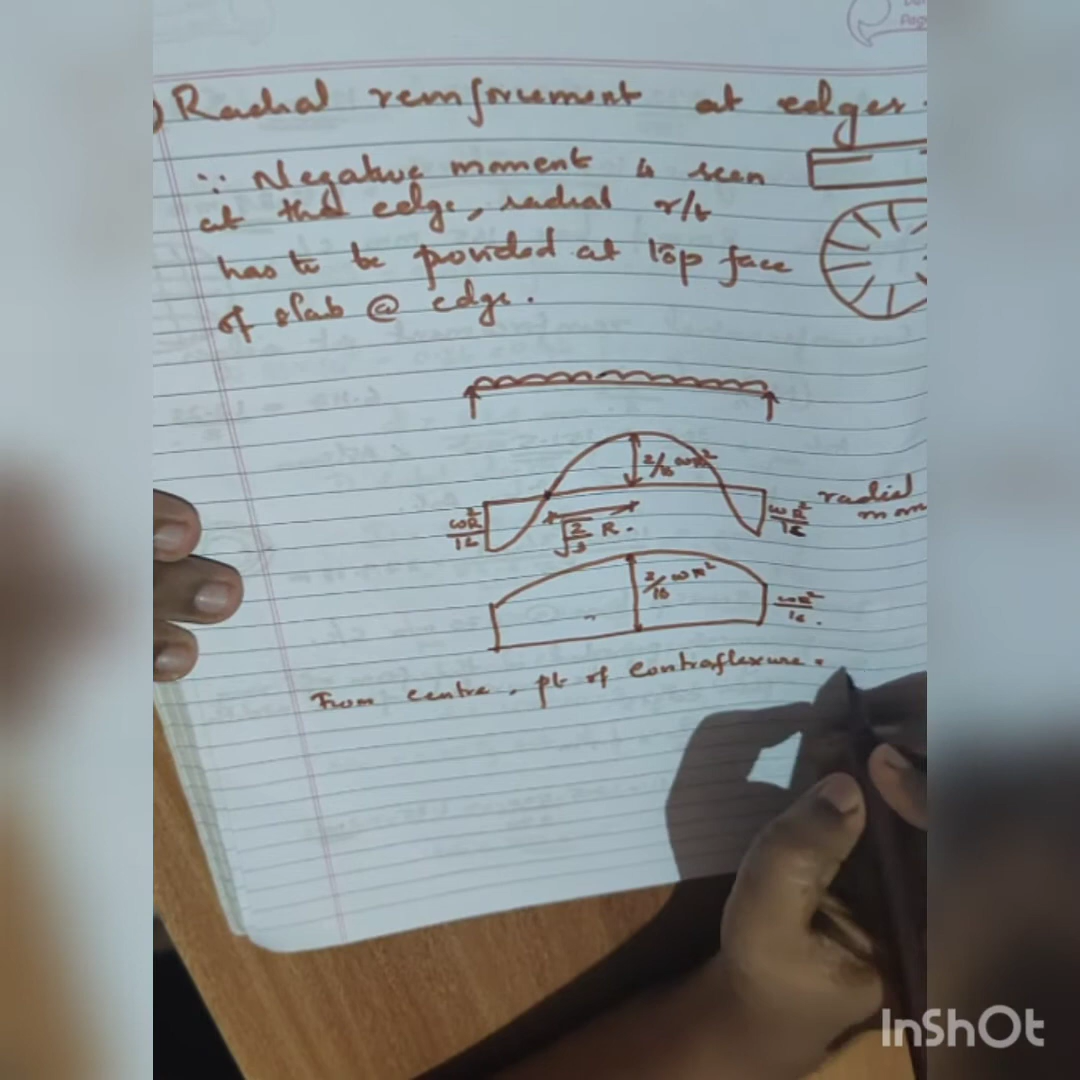 ) Radial reinforcement at edges.
∵ Negative moment is seen
at the edge, radial r/t
has to be provided at top face
of slab @ edge.
2/16 ωR²
ωR²/16
√2/3 R.
ωR²/16
radial
mom
2/16 ωR²
ωR²/16.
From centre, pt of contraflexure.
InShOt